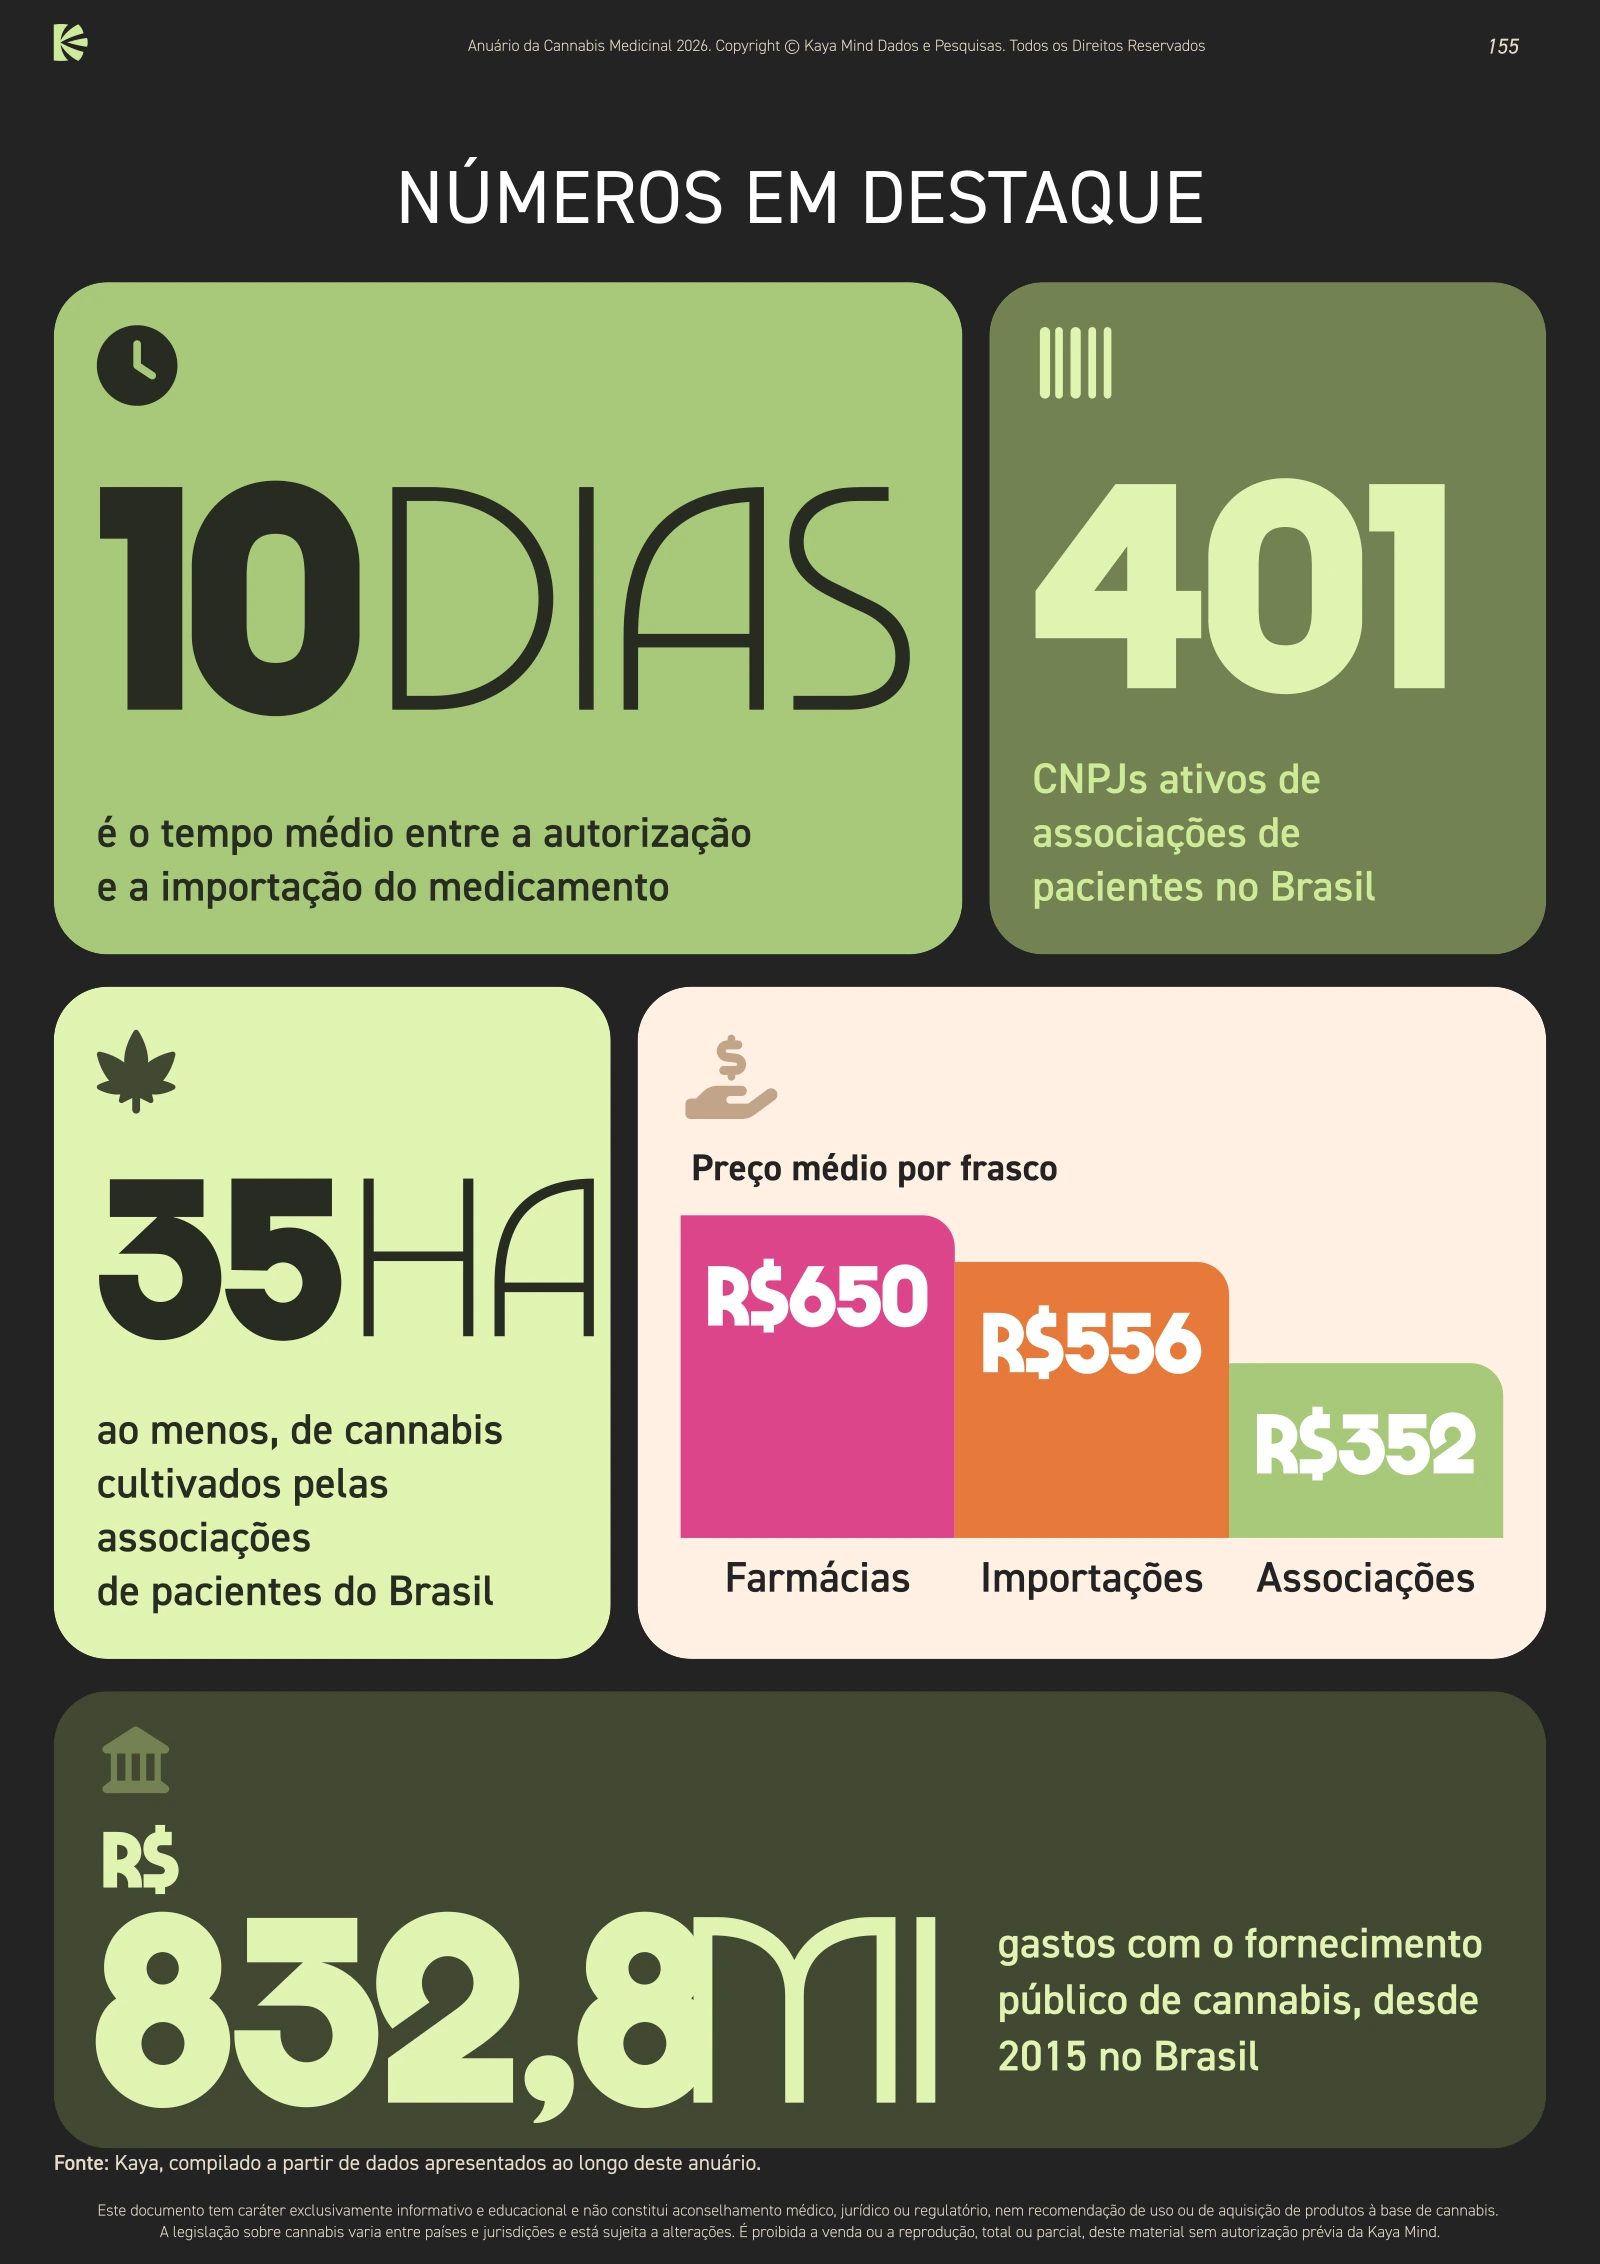 Anuário da Cannabis Medicinal 2026. Copyright © Kaya Mind Dados e Pesquisas. Todos os Direitos Reservados
155
NÚMEROS EM DESTAQUE
10 DIAS
é o tempo médio entre a autorização
e a importação do medicamento
401
CNPJs ativos de
associações de
pacientes no Brasil
35 HA
ao menos, de cannabis
cultivados pelas
associações
de pacientes do Brasil
Preço médio por frasco
R$650
R$556
R$352
Farmácias
Importações
Associações
R$
832,8MI
gastos com o fornecimento
público de cannabis, desde
2015 no Brasil
Fonte: Kaya, compilado a partir de dados apresentados ao longo deste anuário.
Este documento tem caráter exclusivamente informativo e educacional e não constitui aconselhamento médico, jurídico ou regulatório, nem recomendação de uso ou de aquisição de produtos à base de cannabis.
A legislação sobre cannabis varia entre países e jurisdições e está sujeita a alterações. É proibida a venda ou a reprodução, total ou parcial, deste material sem autorização prévia da Kaya Mind.